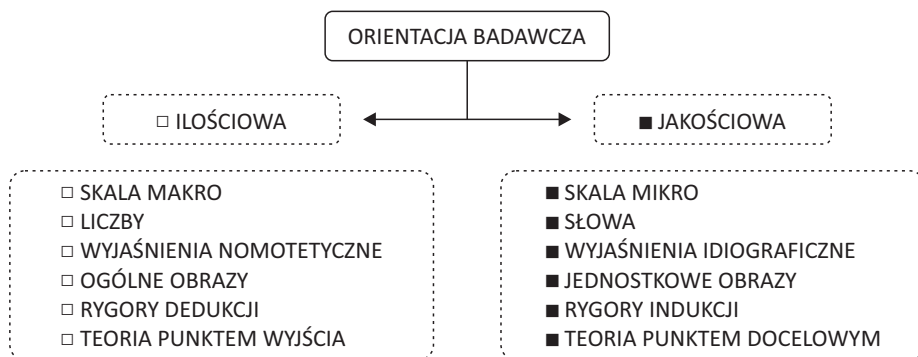 ORIENTACJA BADAWCZA
□ ILOŚCIOWA
■ JAKOŚCIOWA
□ SKALA MAKRO
□ LICZBY
□ WYJAŚNIENIA NOMOTETYCZNE
□ OGÓLNE OBRAZY
□ RYGORY DEDUKCJI
□ TEORIA PUNKTEM WYJŚCIA
■ SKALA MIKRO
■ SŁOWA
■ WYJAŚNIENIA IDIOGRAFICZNE
■ JEDNOSTKOWE OBRAZY
■ RYGORY INDUKCJI
■ TEORIA PUNKTEM DOCELOWYM